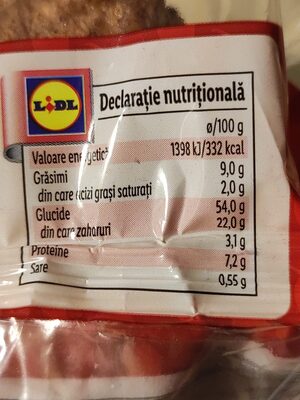 LIDL
Declarație nutrițională
ø/100 g
Valoare energetică 1398 kJ/332 kcal
Grăsimi 9,0 g
din care acizi grași saturați 2,0 g
Glucide 54,0 g
din care zaharuri 22,0 g
3,1 g
Proteine 7,2 g
Sare 0,55 g